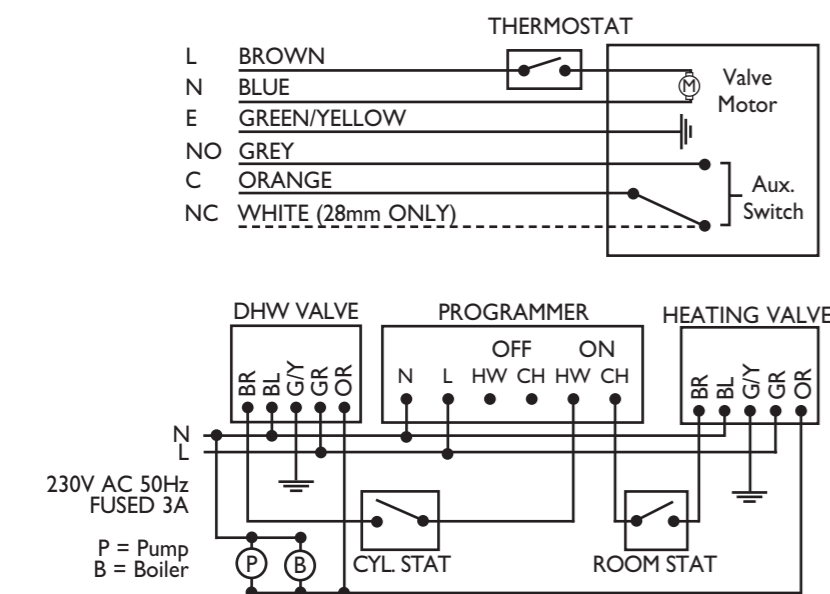 THERMOSTAT
L BROWN
N BLUE
E GREEN/YELLOW
NO GREY
C ORANGE
NC WHITE (28mm ONLY)
M
Valve
Motor
Aux.
Switch
DHW VALVE
BR BL G/Y GR OR
PROGRAMMER
OFF ON
N L HW CH HW CH
HEATING VALVE
BR BL G/Y GR OR
N
L
230V AC 50Hz
FUSED 3A
P = Pump
B = Boiler
P B
CYL. STAT
ROOM STAT